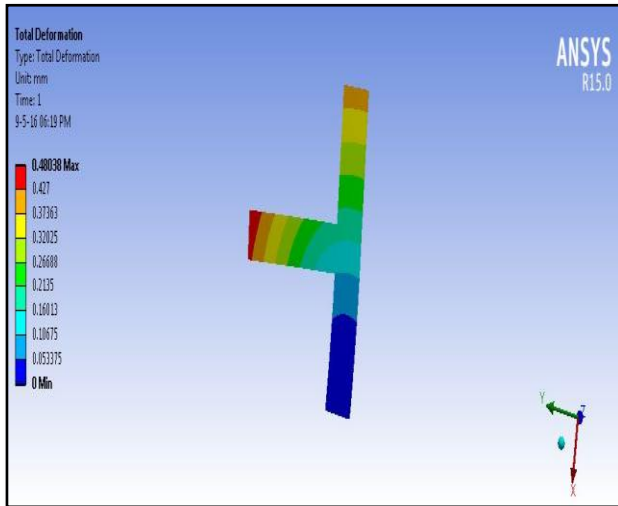 Total Deformation
Type: Total Deformation
Unit: mm
Time: 1
9-5-16 06:19 PM
ANSYS
R15.0
0.48038 Max
0.427
0.37363
0.32025
0.26688
0.2135
0.16013
0.10675
0.053375
0 Min
Y
Z
X